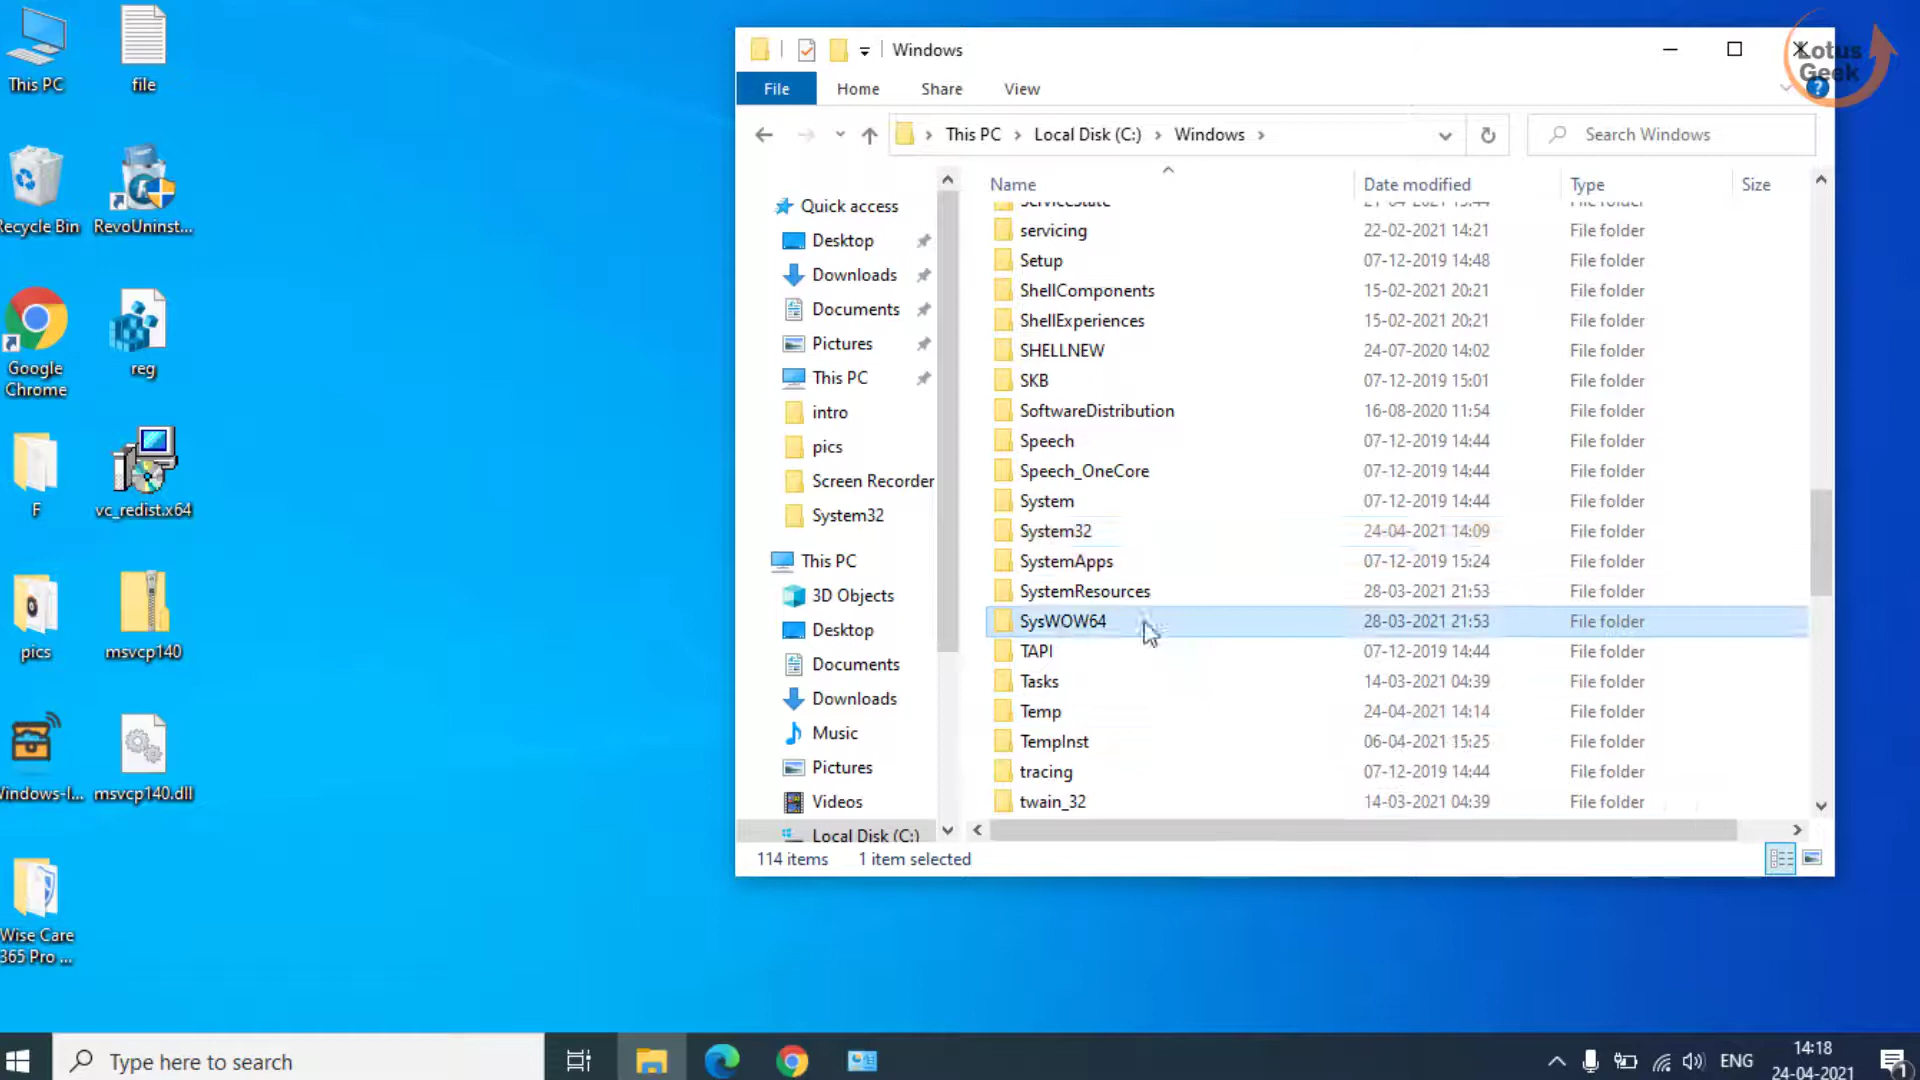 This PC
file
Recycle Bin
RevoUninst...
Google
Chrome
reg
F
vc_redist.x64
pics
msvcp140
Windows-I...
msvcp140.dll
Wise Care
365 Pro ...
Windows
Lotus
Geek
File Home Share View
?
This PC > Local Disk (C:) > Windows >
Search Windows
Name Date modified Type Size
Quick access
Desktop
Downloads
Documents
Pictures
This PC
intro
pics
Screen Recorder
System32
This PC
3D Objects
Desktop
Documents
Downloads
Music
Pictures
Videos
Local Disk (C:)
ServiceState 21-04-2021 15:44 File folder
servicing 22-02-2021 14:21 File folder
Setup 07-12-2019 14:48 File folder
ShellComponents 15-02-2021 20:21 File folder
ShellExperiences 15-02-2021 20:21 File folder
SHELLNEW 24-07-2020 14:02 File folder
SKB 07-12-2019 15:01 File folder
SoftwareDistribution 16-08-2020 11:54 File folder
Speech 07-12-2019 14:44 File folder
Speech_OneCore 07-12-2019 14:44 File folder
System 07-12-2019 14:44 File folder
System32 24-04-2021 14:09 File folder
SystemApps 07-12-2019 15:24 File folder
SystemResources 28-03-2021 21:53 File folder
SysWOW64 28-03-2021 21:53 File folder
TAPI 07-12-2019 14:44 File folder
Tasks 14-03-2021 04:39 File folder
Temp 24-04-2021 14:14 File folder
TempInst 06-04-2021 15:25 File folder
tracing 07-12-2019 14:44 File folder
twain_32 14-03-2021 04:39 File folder
114 items 1 item selected
Type here to search
ENG
14:18
24-04-2021
1